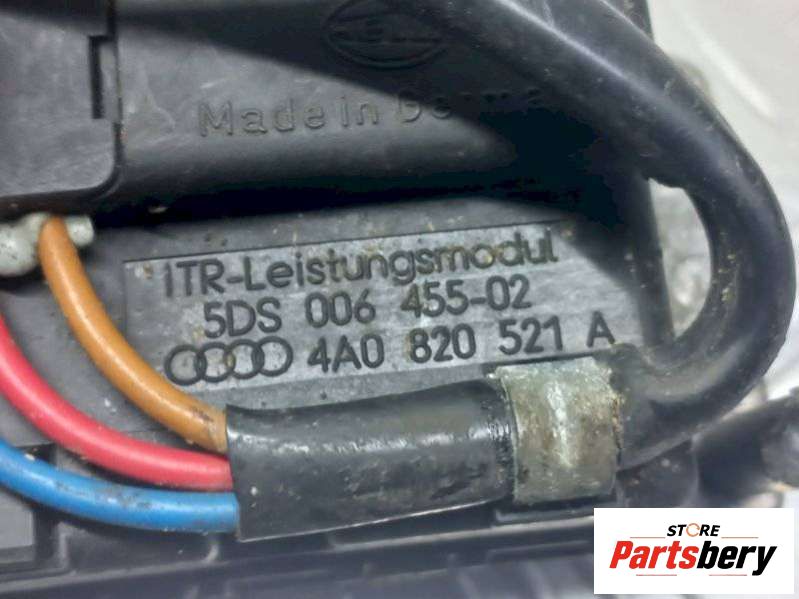 Made in
ITR-Leistungsmodul
5DS 006 455-02
4A0 820 521 A
STORE
Partsbery